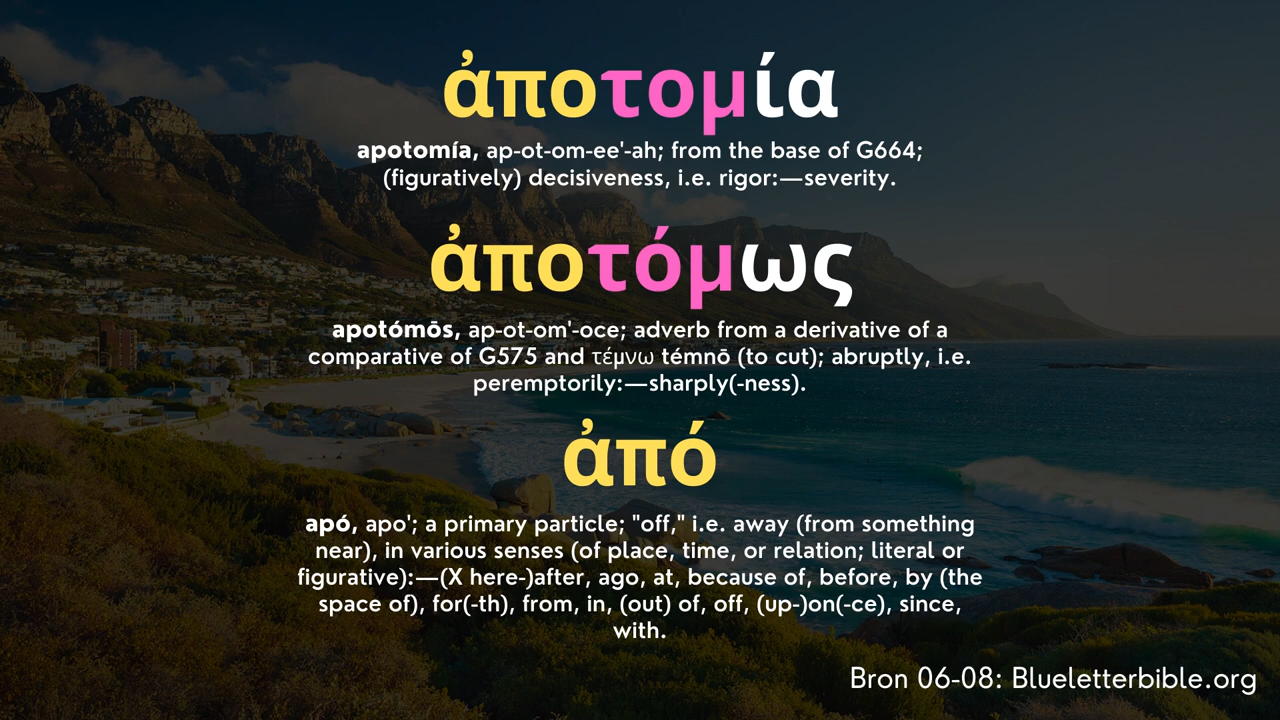 ἀποτομία
apotomía, ap-ot-om-ee'-ah; from the base of G664;
(figuratively) decisiveness, i.e. rigor:—severity.
ἀποτόμως
apotómōs, ap-ot-om'-oce; adverb from a derivative of a
comparative of G575 and τέμνω témnō (to cut); abruptly, i.e.
peremptorily:—sharply(-ness).
ἀπό
apó, apo'; a primary particle; "off," i.e. away (from something
near), in various senses (of place, time, or relation; literal or
figurative):—(X here-)after, ago, at, because of, before, by (the
space of), for(-th), from, in, (out) of, off, (up-)on(-ce), since,
with.
Bron 06-08: Blueletterbible.org